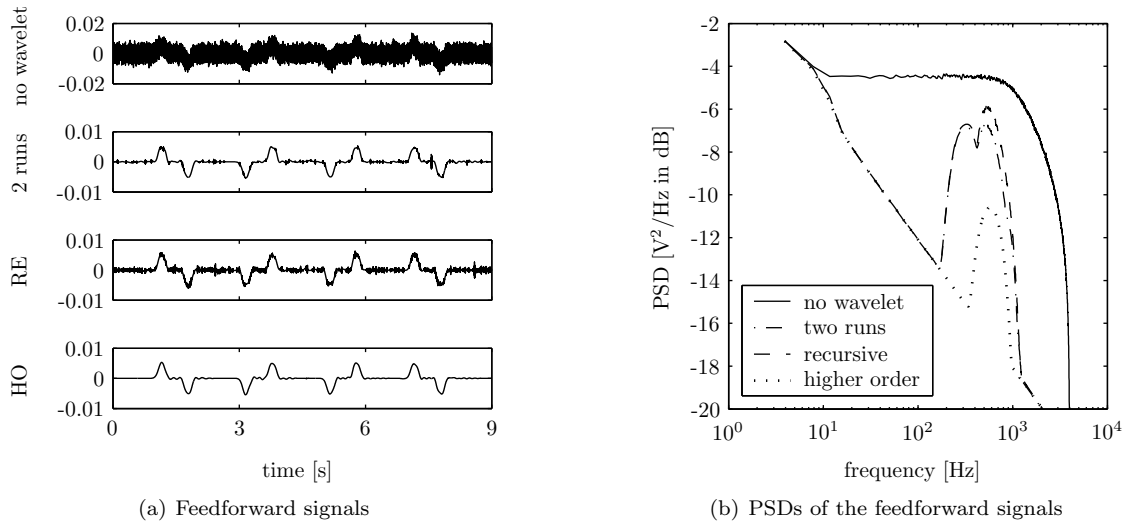 no wavelet
0.02
0
-0.02
2 runs
0.01
0
-0.01
RE
0.01
0
-0.01
HO
0.01
0
-0.01
0 3 6 9
time [s]
(a) Feedforward signals
PSD [V²/Hz in dB]
-2
-4
-6
-8
-10
-12
-14
-16
-18
-20
no wavelet
two runs
recursive
higher order
10⁰ 10¹ 10² 10³ 10⁴
frequency [Hz]
(b) PSDs of the feedforward signals